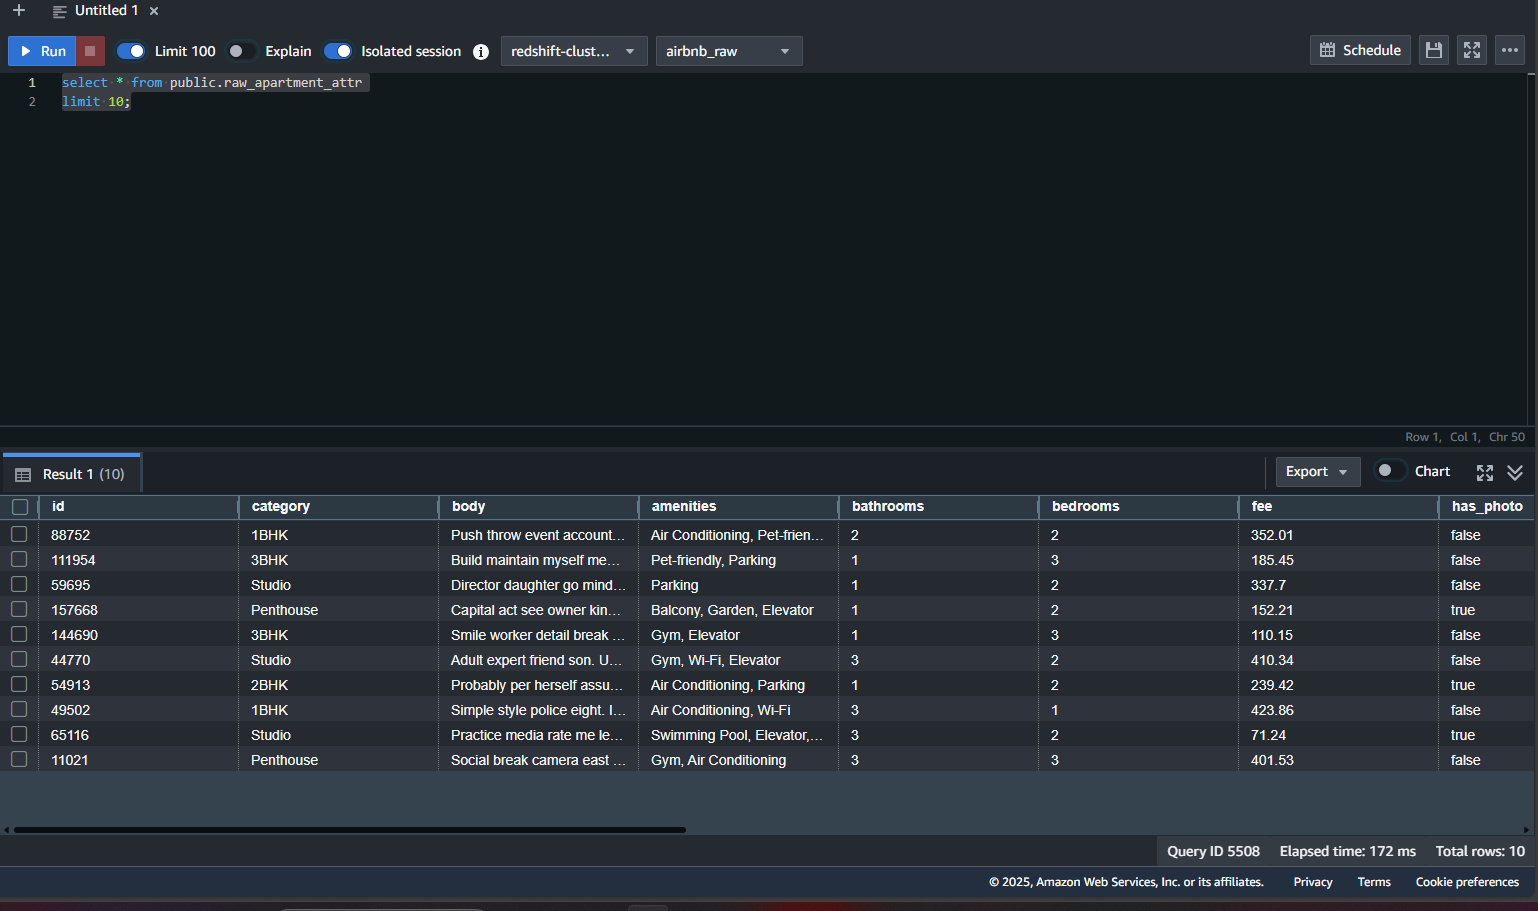 Untitled 1
Run Limit 100 Explain Isolated session redshift-clust... airbnb_raw Schedule
1 select * from public.raw_apartment_attr
2 limit 10;
Row 1, Col 1, Chr 50
Result 1 (10) Export Chart
id category body amenities bathrooms bedrooms fee has_photo
88752 1BHK Push throw event account... Air Conditioning, Pet-frien... 2 2 352.01 false
111954 3BHK Build maintain myself me... Pet-friendly, Parking 1 3 185.45 false
59695 Studio Director daughter go mind... Parking 1 2 337.7 false
157668 Penthouse Capital act see owner kin... Balcony, Garden, Elevator 1 2 152.21 true
144690 3BHK Smile worker detail break ... Gym, Elevator 1 3 110.15 false
44770 Studio Adult expert friend son. U... Gym, Wi-Fi, Elevator 3 2 410.34 false
54913 2BHK Probably per herself assu... Air Conditioning, Parking 1 2 239.42 true
49502 1BHK Simple style police eight. I... Air Conditioning, Wi-Fi 3 1 423.86 false
65116 Studio Practice media rate me le... Swimming Pool, Elevator,... 3 2 71.24 true
11021 Penthouse Social break camera east ... Gym, Air Conditioning 3 3 401.53 false
Query ID 5508 Elapsed time: 172 ms Total rows: 10
© 2025, Amazon Web Services, Inc. or its affiliates. Privacy Terms Cookie preferences